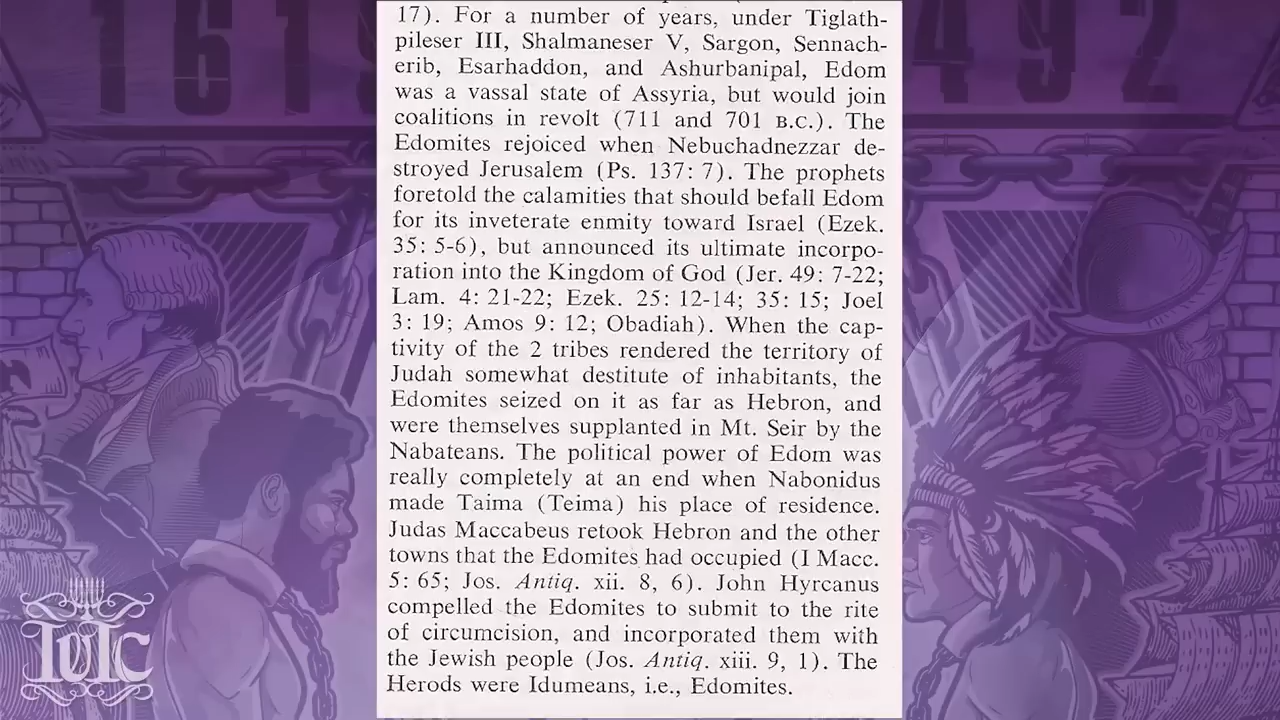 1619
1492
17). For a number of years, under Tiglath-
pileser III, Shalmaneser V, Sargon, Sennach-
erib, Esarhaddon, and Ashurbanipal, Edom
was a vassal state of Assyria, but would join
coalitions in revolt (711 and 701 B.C.). The
Edomites rejoiced when Nebuchadnezzar de-
stroyed Jerusalem (Ps. 137: 7). The prophets
foretold the calamities that should befall Edom
for its inveterate enmity toward Israel (Ezek.
35: 5-6), but announced its ultimate incorpo-
ration into the Kingdom of God (Jer. 49: 7-22;
Lam. 4: 21-22; Ezek. 25: 12-14; 35: 15; Joel
3: 19; Amos 9: 12; Obadiah). When the cap-
tivity of the 2 tribes rendered the territory of
Judah somewhat destitute of inhabitants, the
Edomites seized on it as far as Hebron, and
were themselves supplanted in Mt. Seir by the
Nabateans. The political power of Edom was
really completely at an end when Nabonidus
made Taima (Teima) his place of residence.
Judas Maccabeus retook Hebron and the other
towns that the Edomites had occupied (I Macc.
5: 65; Jos. Antiq. xii. 8, 6). John Hyrcanus
compelled the Edomites to submit to the rite
of circumcision, and incorporated them with
the Jewish people (Jos. Antiq. xiii. 9, 1). The
Herods were Idumeans, i.e., Edomites.
IUIC